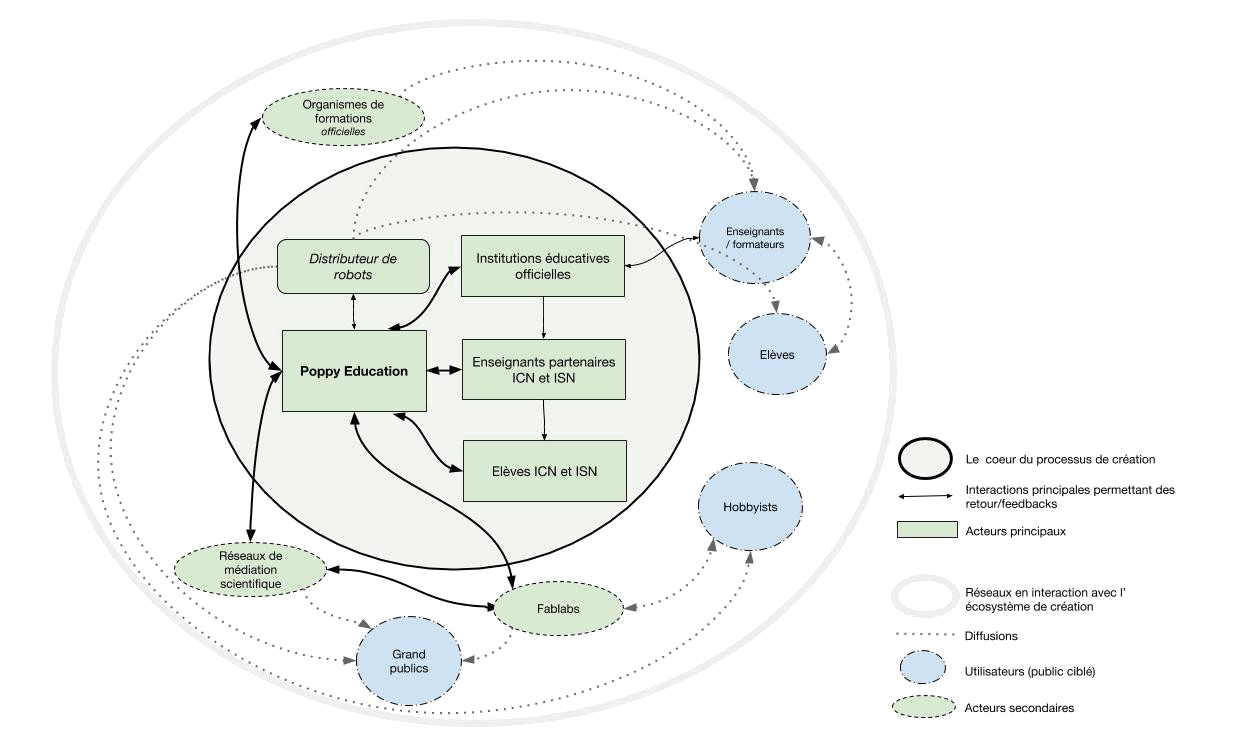 Organismes de
formations
officielles
Enseignants
/ formateurs
Distributeur de
robots
Institutions éducatives
officielles
Poppy Education
Enseignants partenaires
ICN et ISN
Elèves
Elèves ICN et ISN
Hobbyists
Réseaux de
médiation
scientifique
Fablabs
Grand
publics
Le  coeur du processus de création
Interactions principales permettant des
retour/feedbacks
Acteurs principaux
Réseaux en interaction avec l’
écosystème de création
Diffusions
Utilisateurs (public ciblé)
Acteurs secondaires